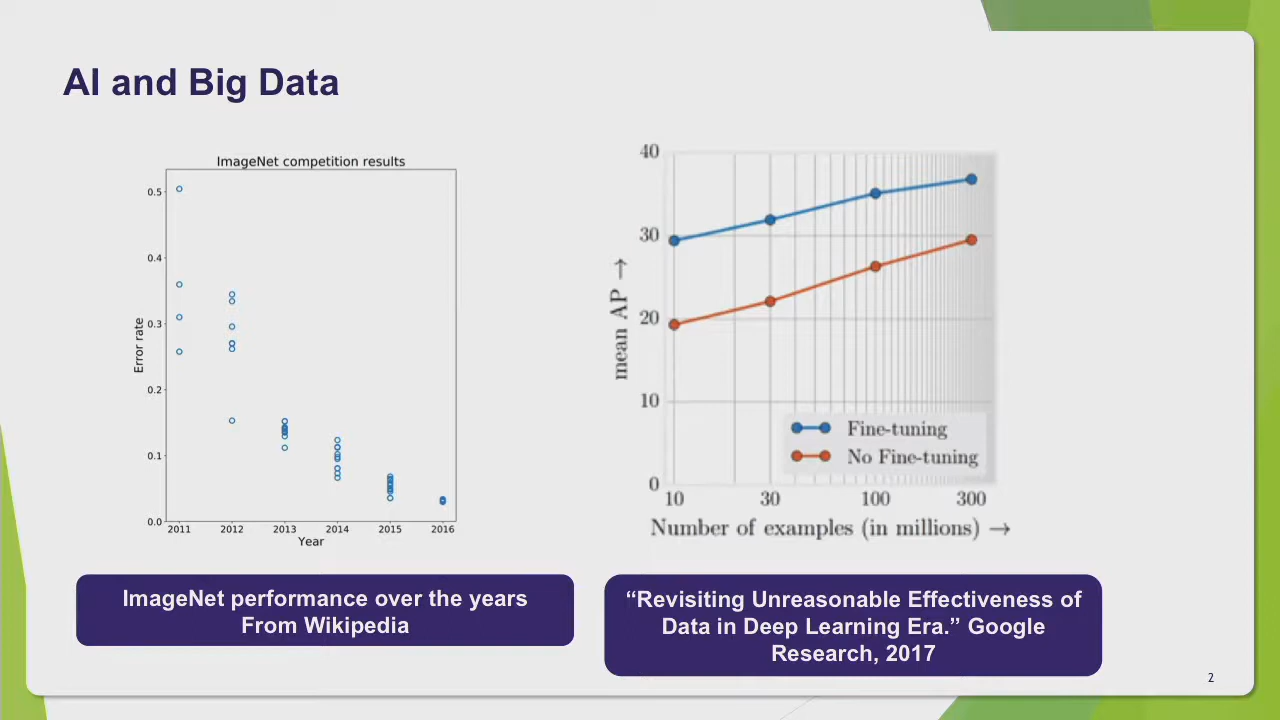 AI and Big Data
ImageNet competition results
Error rate
0.5
0.4
0.3
0.2
0.1
0.0
2011 2012 2013 2014 2015 2016
Year
mean AP →
40
30
20
10
0
Fine-tuning
No Fine-tuning
10 30 100 300
Number of examples (in millions) →
ImageNet performance over the years
From Wikipedia
“Revisiting Unreasonable Effectiveness of
Data in Deep Learning Era.” Google
Research, 2017
2